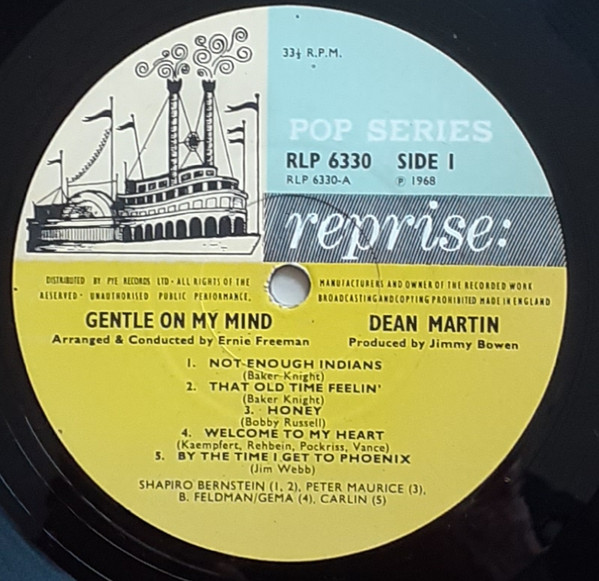 33⅓ R.P.M.
POP SERIES
RLP 6330 SIDE 1
RLP 6330-A ℗ 1968
reprise:
DISTRIBUTED BY PYE RECORDS LTD · ALL RIGHTS OF THE MANUFACTURERS AND OWNER OF THE RECORDED WORK
RESERVED · UNAUTHORISED PUBLIC PERFORMANCE, BROADCASTING AND COPYING PROHIBITED MADE IN ENGLAND
GENTLE ON MY MIND DEAN MARTIN
Arranged & Conducted by Ernie Freeman Produced by Jimmy Bowen
1. NOT ENOUGH INDIANS
(Baker Knight)
2. THAT OLD TIME FEELIN'
(Baker Knight)
3. HONEY
(Bobby Russell)
4. WELCOME TO MY HEART
(Kaempfert, Rehbein, Pockriss, Vance)
5. BY THE TIME I GET TO PHOENIX
(Jim Webb)
SHAPIRO BERNSTEIN (1, 2), PETER MAURICE (3),
B. FELDMAN/GEMA (4), CARLIN (5)